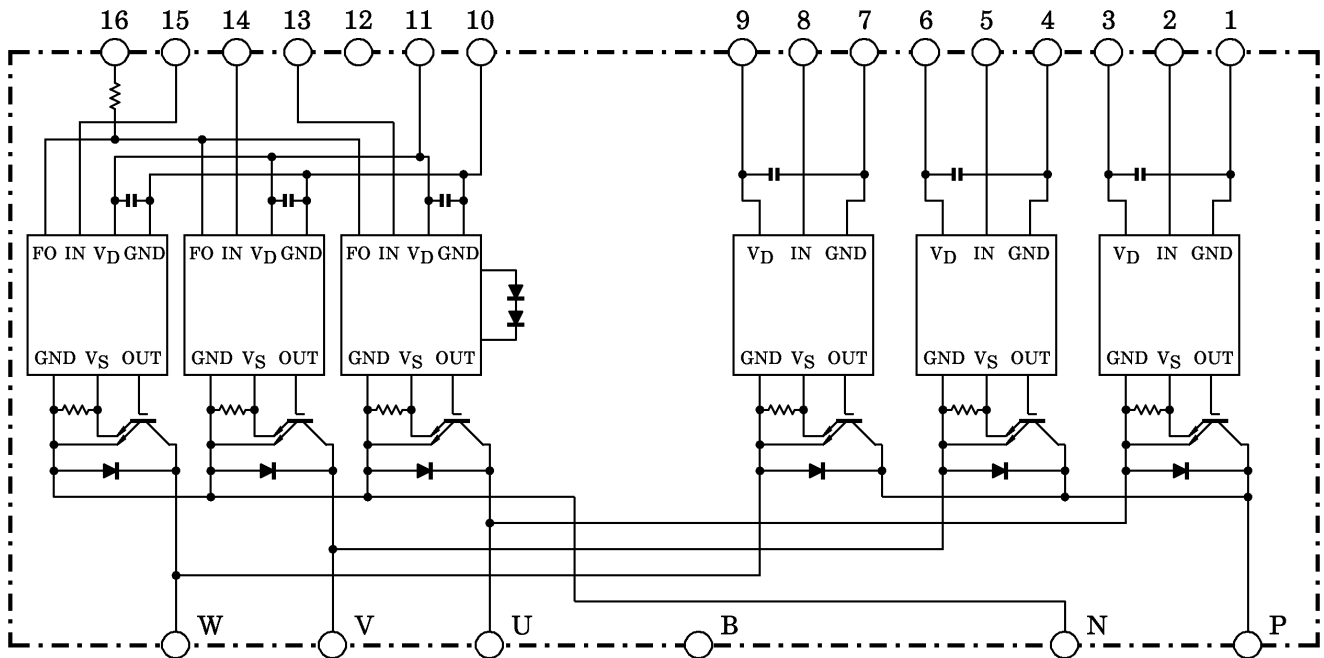 16 15 14 13 12 11 10 9 8 7 6 5 4 3 2 1
FO IN VD GND FO IN VD GND FO IN VD GND VD IN GND VD IN GND VD IN GND
GND VS OUT GND VS OUT GND VS OUT GND VS OUT GND VS OUT GND VS OUT
W V U B N P